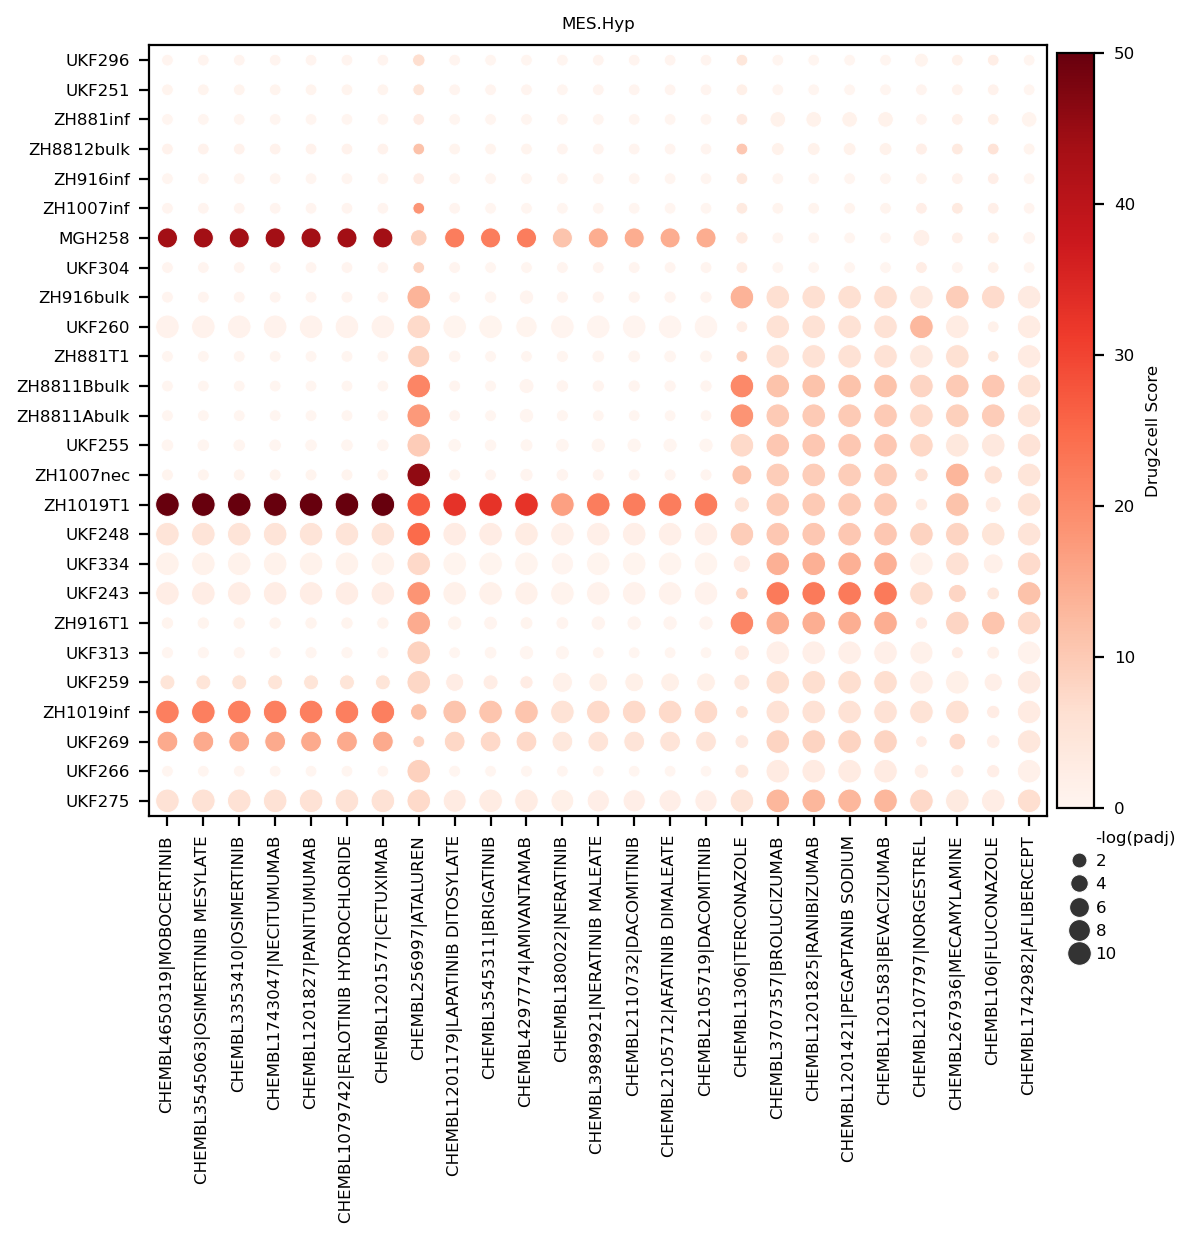 MES.Hyp
UKF296
UKF251
ZH881inf
ZH8812bulk
ZH916inf
ZH1007inf
MGH258
UKF304
ZH916bulk
UKF260
ZH881T1
ZH8811Bbulk
ZH8811Abulk
UKF255
ZH1007nec
ZH1019T1
UKF248
UKF334
UKF243
ZH916T1
UKF313
UKF259
ZH1019inf
UKF269
UKF266
UKF275
CHEMBL4650319|MOBOCERTINIB
CHEMBL3545063|OSIMERTINIB MESYLATE
CHEMBL3353410|OSIMERTINIB
CHEMBL1743047|NECITUMUMAB
CHEMBL1201827|PANITUMUMAB
CHEMBL1079742|ERLOTINIB HYDROCHLORIDE
CHEMBL1201577|CETUXIMAB
CHEMBL256997|ATALUREN
CHEMBL1201179|LAPATINIB DITOSYLATE
CHEMBL3545311|BRIGATINIB
CHEMBL4297774|AMIVANTAMAB
CHEMBL180022|NERATINIB
CHEMBL3989921|NERATINIB MALEATE
CHEMBL2110732|DACOMITINIB
CHEMBL2105712|AFATINIB DIMALEATE
CHEMBL2105719|DACOMITINIB
CHEMBL1306|TERCONAZOLE
CHEMBL3707357|BROLUCIZUMAB
CHEMBL1201825|RANIBIZUMAB
CHEMBL1201421|PEGAPTANIB SODIUM
CHEMBL1201583|BEVACIZUMAB
CHEMBL2107797|NORGESTREL
CHEMBL267936|MECAMYLAMINE
CHEMBL106|FLUCONAZOLE
CHEMBL1742982|AFLIBERCEPT
50
40
30
20
10
0
Drug2cell Score
-log(padj)
2
4
6
8
10